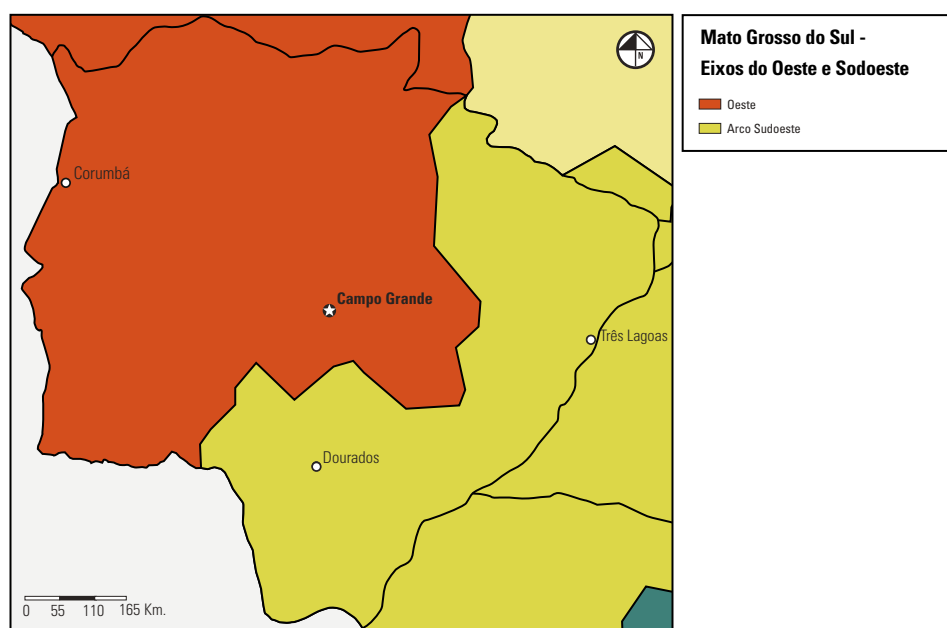 Mato Grosso do Sul -
Eixos do Oeste e Sodoeste
Oeste
Arco Sudoeste
N
Corumbá
Campo Grande
Três Lagoas
Dourados
0 55 110 165 Km.